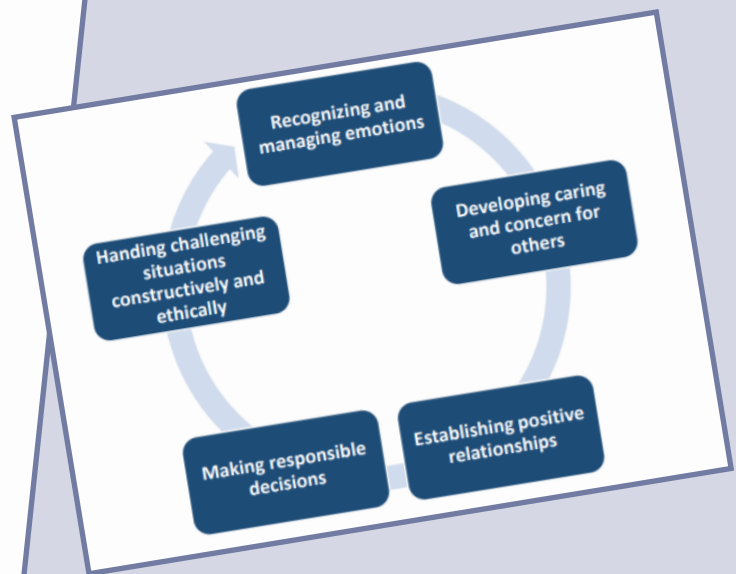 Recognizing and
managing emotions
Developing caring
and concern for
others
Establishing positive
relationships
Making responsible
decisions
Handing challenging
situations
constructively and
ethically